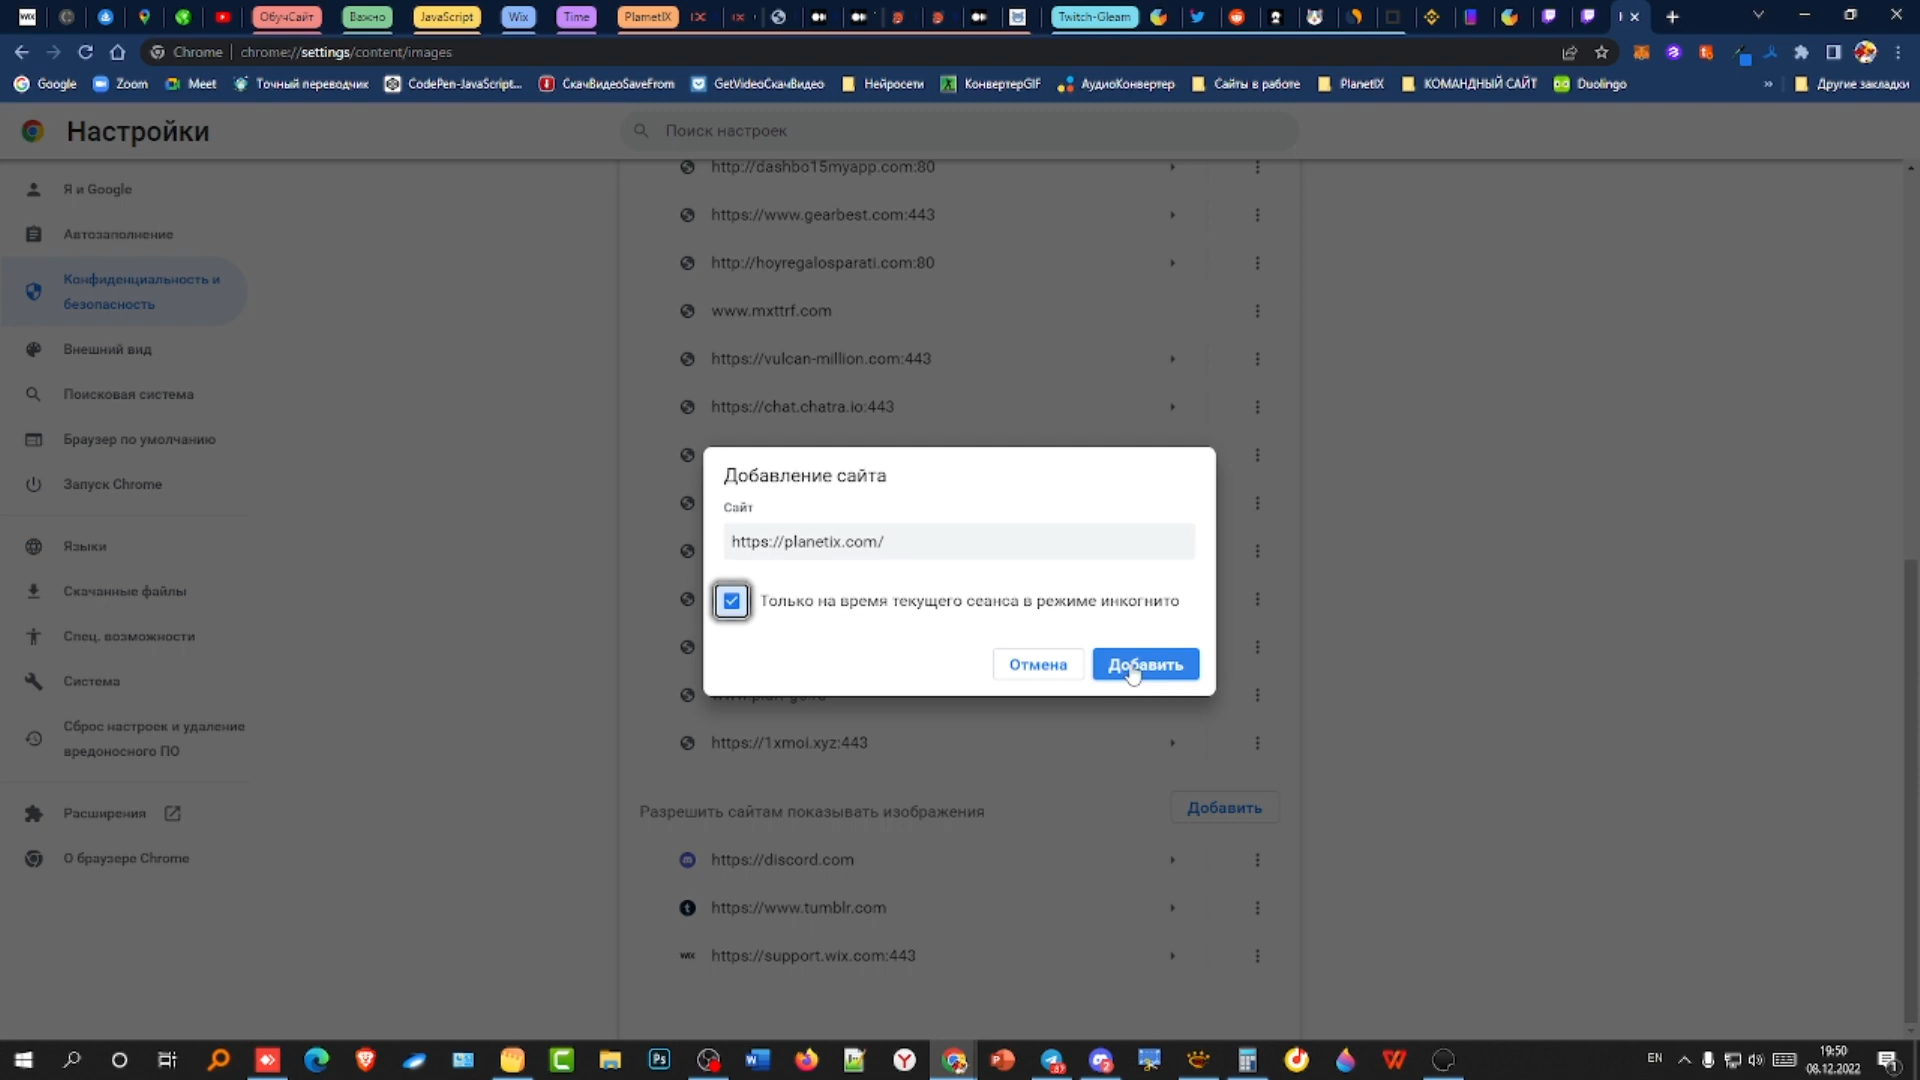 ОбучСайт
Важно
JavaScript
Wix
Time
PlanetIX
Twitch-Gleam
Chrome
chrome://settings/content/images
Google
Zoom
Meet
Точный переводчик
CodePen-JavaScript...
СкачВидеоSaveFrom
GetVideoСкачВидео
Нейросети
КонвертерGIF
АудиоКонвертер
Сайты в работе
PlanetIX
КОМАНДНЫЙ САЙТ
Duolingo
»
Другие закладки
Настройки
Поиск настроек
Я и Google
Автозаполнение
Конфиденциальность и
безопасность
Внешний вид
Поисковая система
Браузер по умолчанию
Запуск Chrome
Языки
Скачанные файлы
Спец. возможности
Система
Сброс настроек и удаление
вредоносного ПО
Расширения
О браузере Chrome
http://dashbo15myapp.com:80
https://www.gearbest.com:443
http://hoyregalosparati.com:80
www.mxttrf.com
https://vulcan-million.com:443
https://chat.chatra.io:443
Добавление сайта
Сайт
https://planetix.com/
Только на время текущего сеанса в режиме инкогнито
Отмена
Добавить
https://1xmoi.xyz:443
Разрешить сайтам показывать изображения
Добавить
https://discord.com
https://www.tumblr.com
WIX
https://support.wix.com:443
EN
19:50
08.12.2022